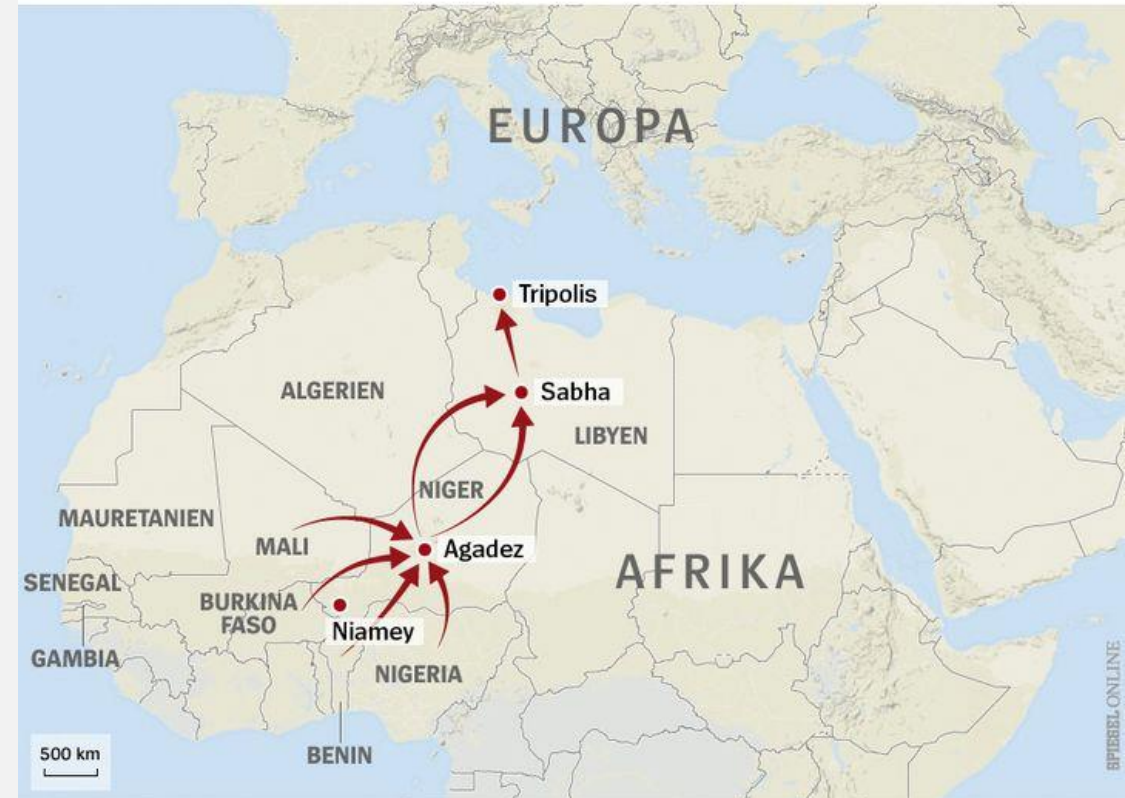 EUROPA
Tripolis
ALGERIEN
Sabha
LIBYEN
NIGER
MAURETANIEN
MALI
Agadez
AFRIKA
SENEGAL
BURKINA
FASO
Niamey
GAMBIA
NIGERIA
BENIN
500 km
SPIEGEL ONLINE